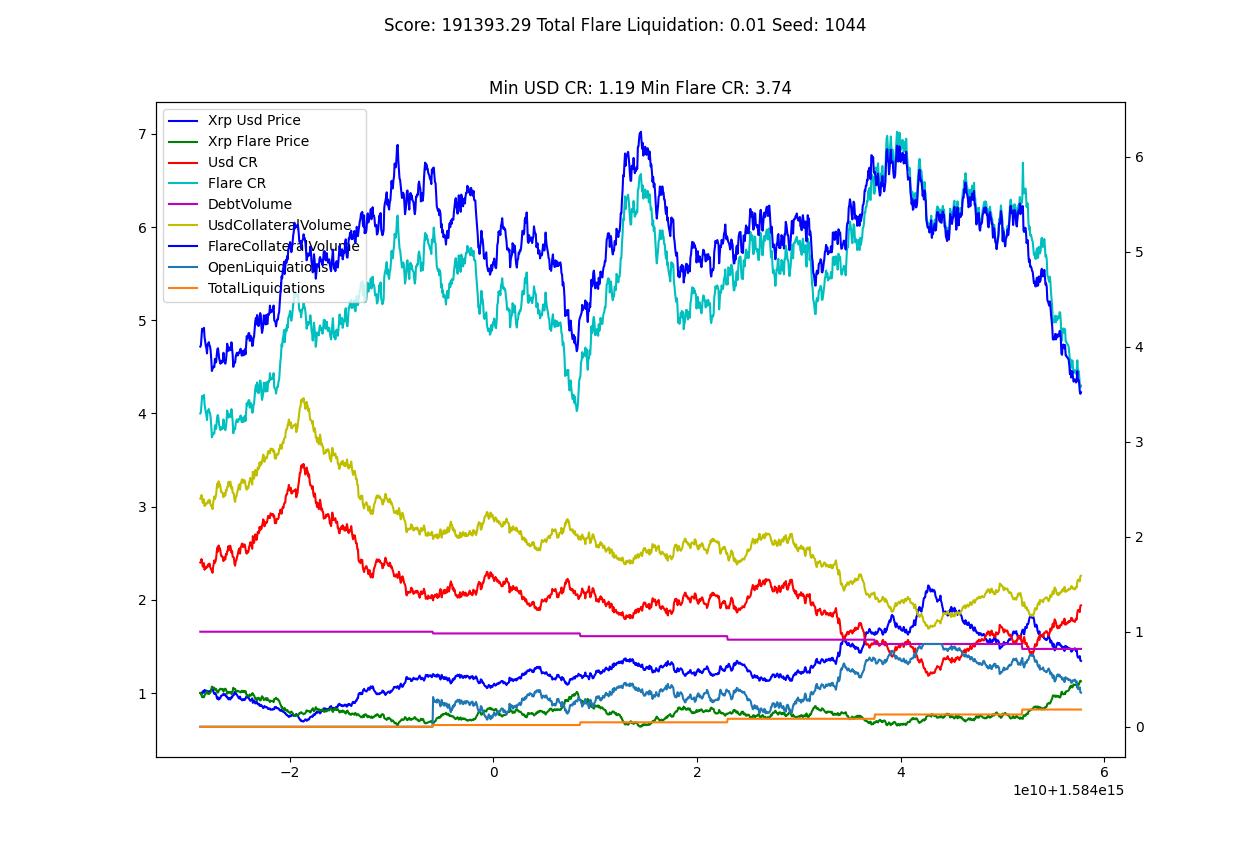 Score: 191393.29 Total Flare Liquidation: 0.01 Seed: 1044
Min USD CR: 1.19 Min Flare CR: 3.74
Xrp Usd Price
Xrp Flare Price
Usd CR
Flare CR
DebtVolume
UsdCollateralVolume
FlareCollateralVolume
OpenLiquidations
TotalLiquidations
7
6
5
4
3
2
1
6
5
4
3
2
1
0
−2
0
2
4
6
1e10+1.584e15